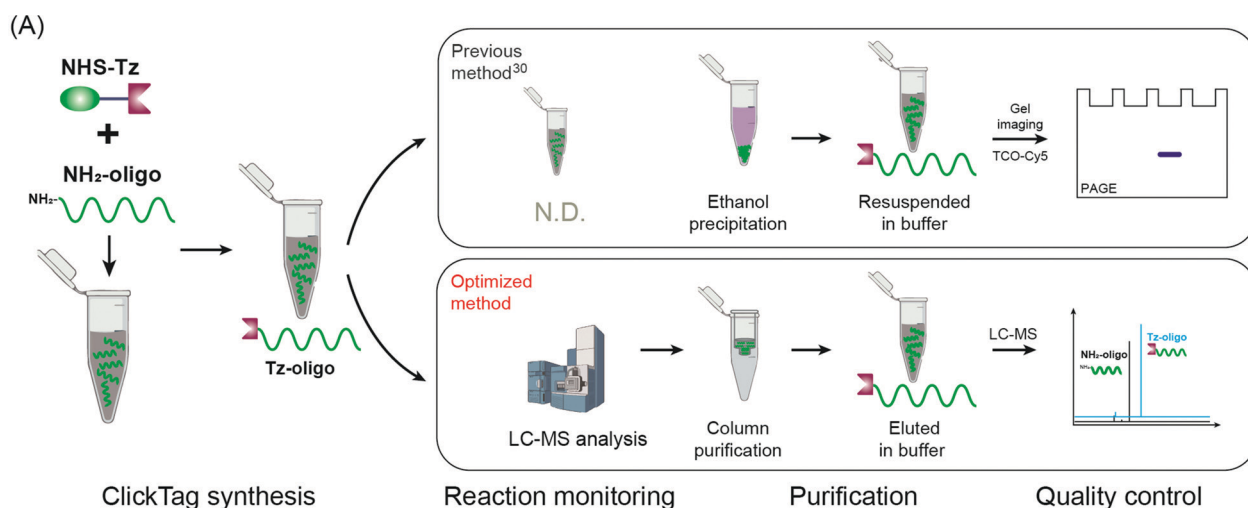 (A)
NHS-Tz
+
NH₂-oligo
NH₂-
Tz-oligo
Previous
method³⁰
N.D.
Ethanol
precipitation
Resuspended
in buffer
Gel
imaging
TCO-Cy5
PAGE
Optimized
method
LC-MS analysis
Column
purification
Eluted
in buffer
LC-MS
NH₂-oligo
NH₂-
Tz-oligo
ClickTag synthesis
Reaction monitoring
Purification
Quality control